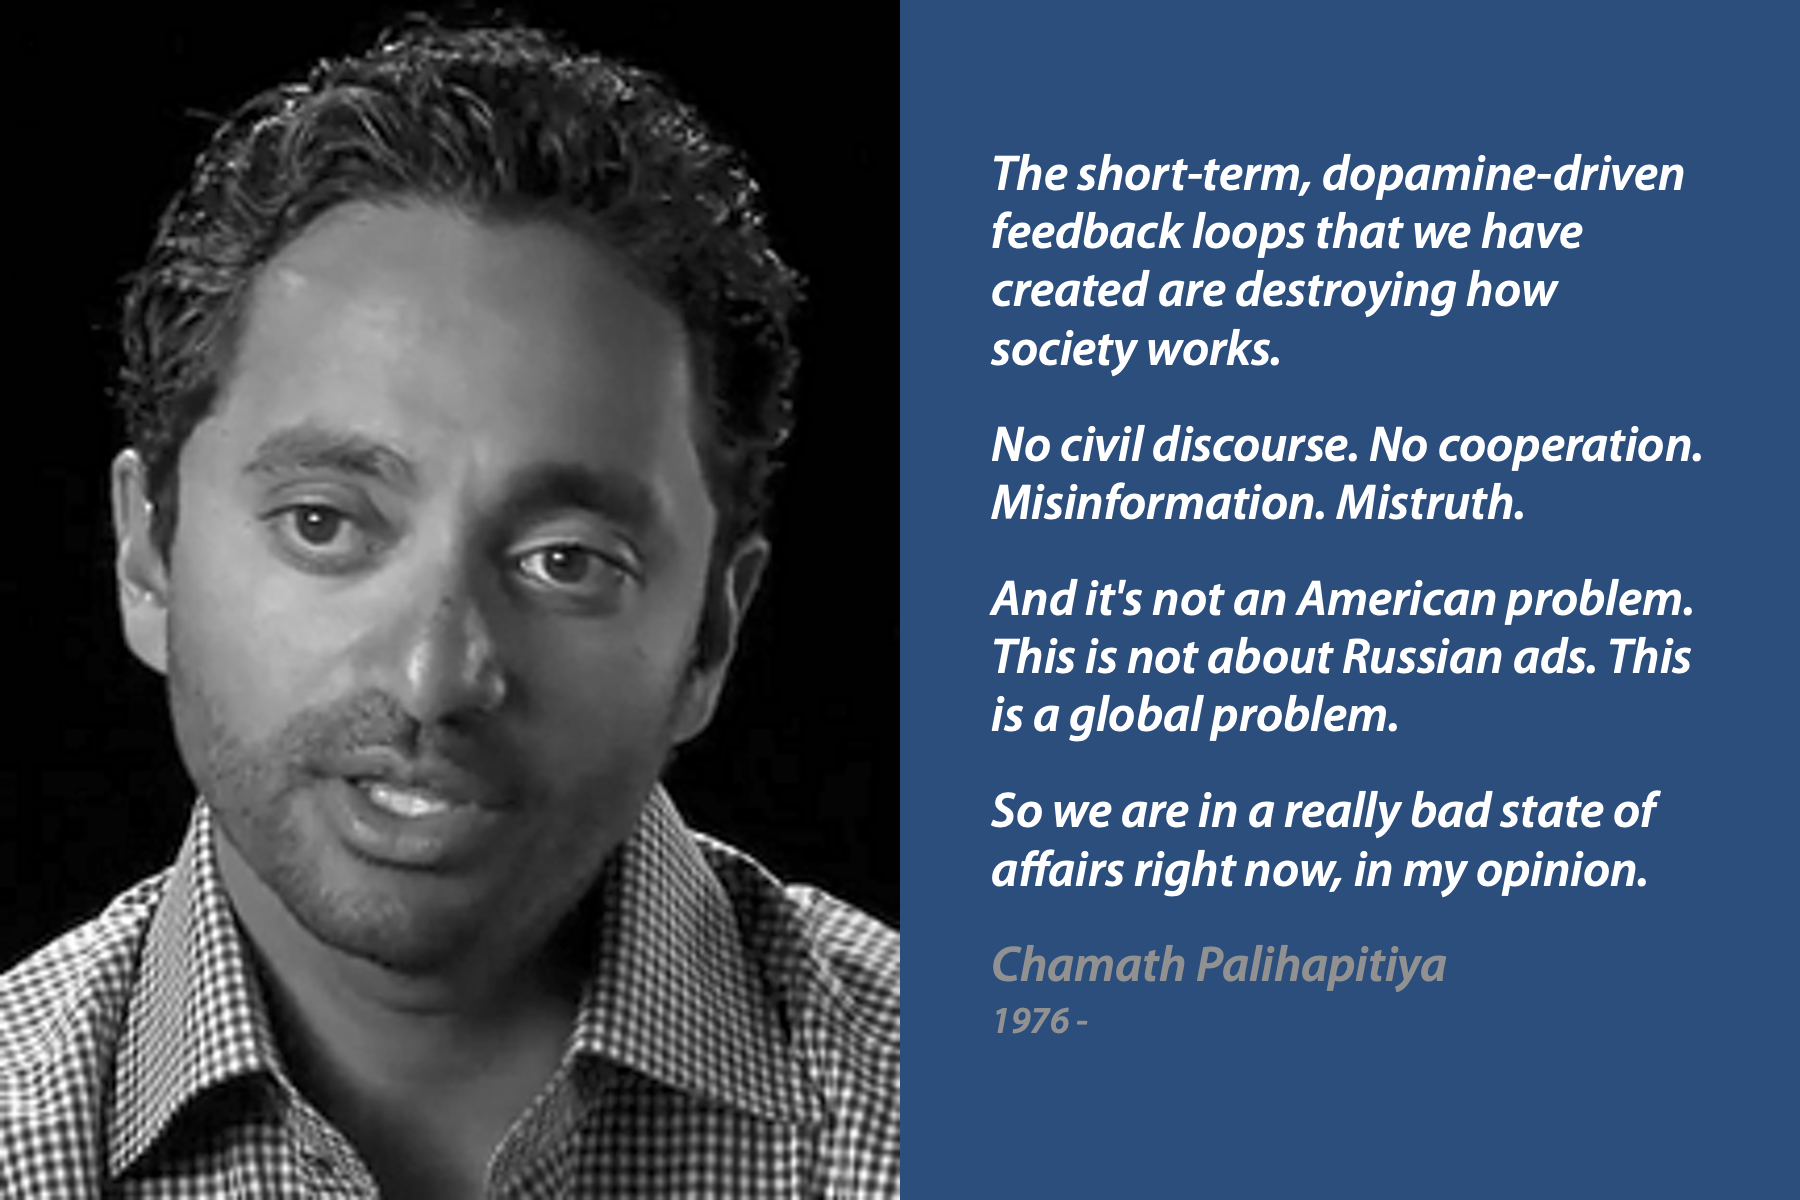 The short-term, dopamine-driven
feedback loops that we have
created are destroying how
society works.
No civil discourse. No cooperation.
Misinformation. Mistruth.
And it's not an American problem.
This is not about Russian ads. This
is a global problem.
So we are in a really bad state of
affairs right now, in my opinion.
Chamath Palihapitiya
1976 -